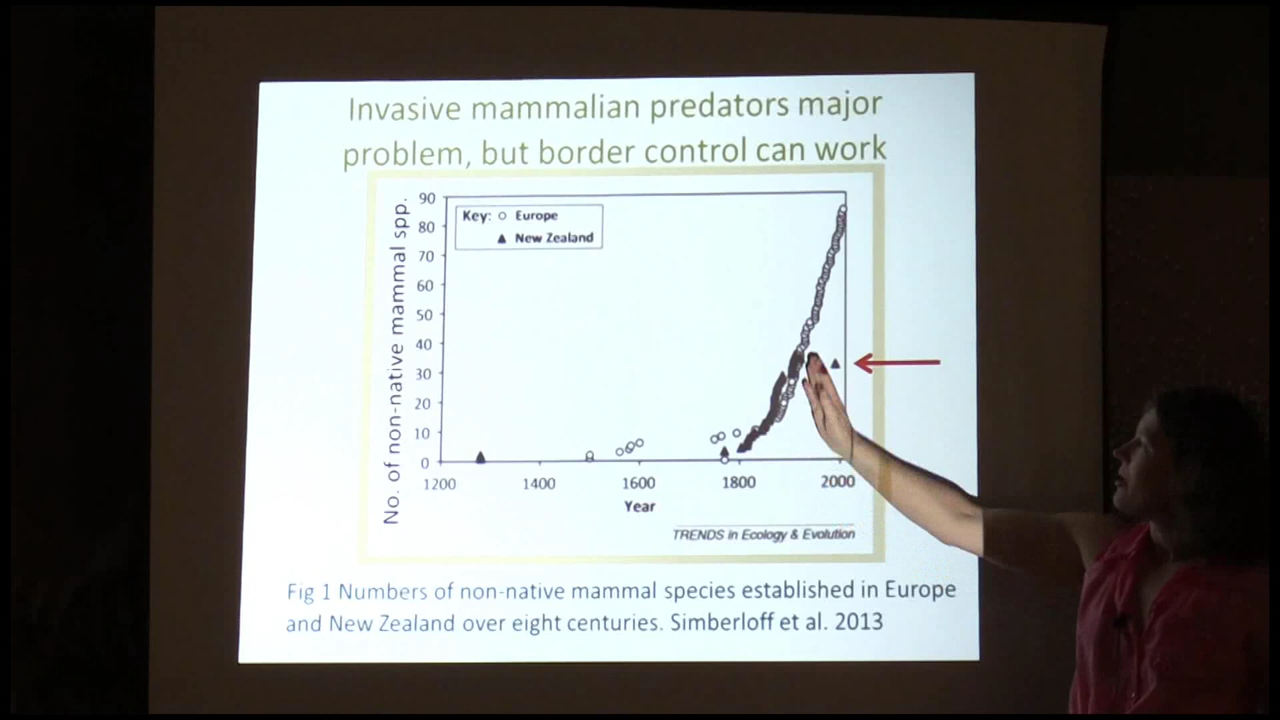 Invasive mammalian predators major
problem, but border control can work
No. of non-native mammal spp.
90
80
70
60
50
40
30
20
10
0
Key: ○ Europe
▲ New Zealand
1200 1400 1600 1800 2000
Year
TRENDS in Ecology & Evolution
Fig 1 Numbers of non-native mammal species established in Europe
and New Zealand over eight centuries. Simberloff et al. 2013